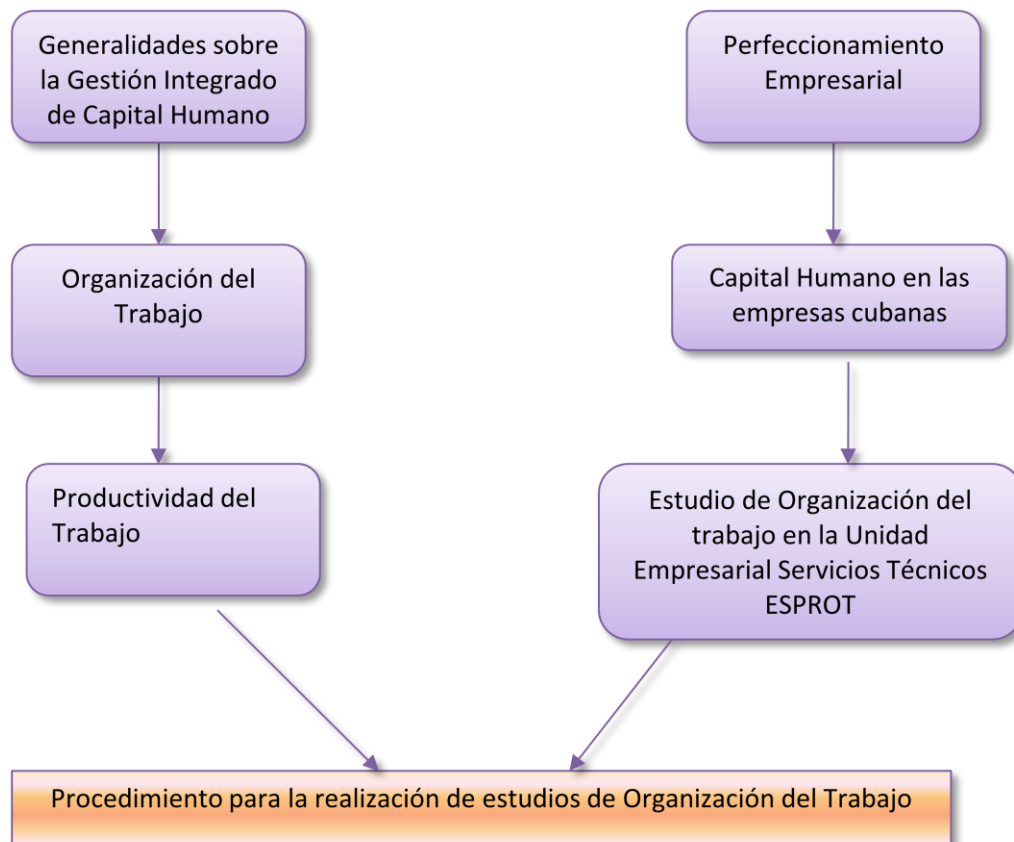 Generalidades sobre
la Gestión Integrado
de Capital Humano
Organización del
Trabajo
Productividad del
Trabajo
Perfeccionamiento
Empresarial
Capital Humano en las
empresas cubanas
Estudio de Organización del
trabajo en la Unidad
Empresarial Servicios Técnicos
ESPROT
Procedimiento para la realización de estudios de Organización del Trabajo